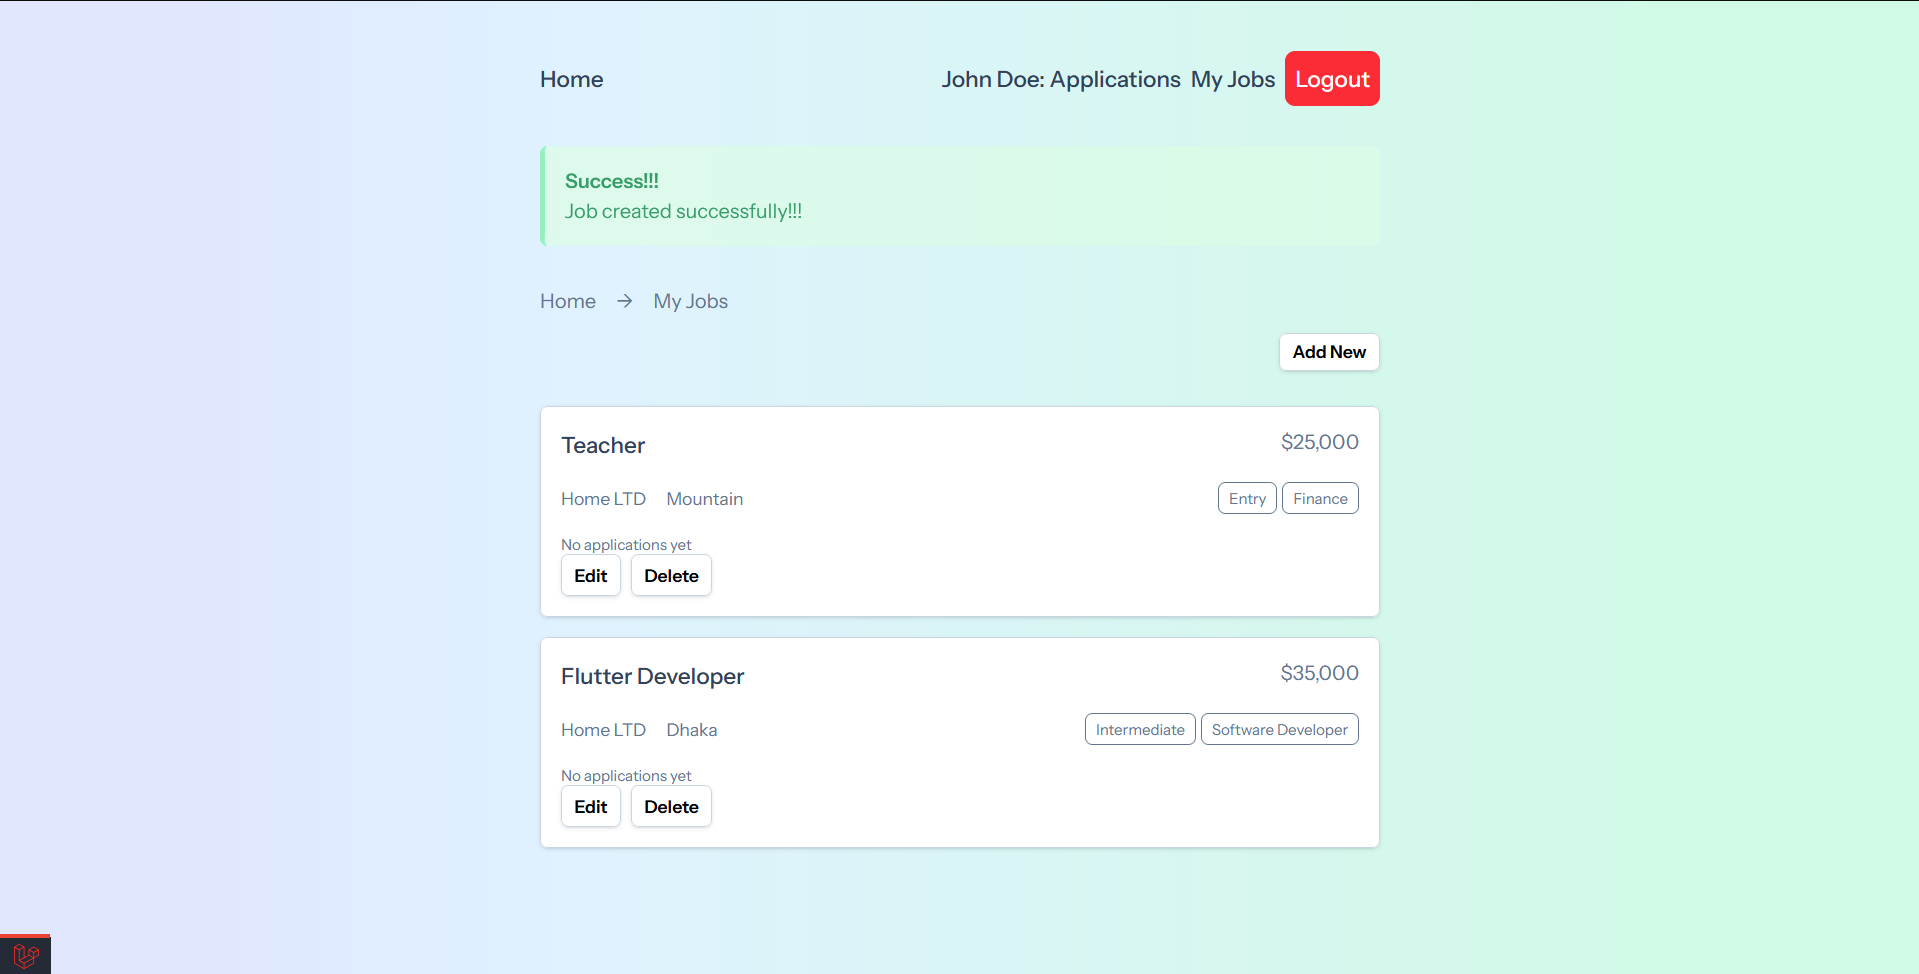 Home John Doe: Applications My Jobs Logout
Success!!!
Job created successfully!!!
Home → My Jobs
Add New
Teacher $25,000
Home LTD Mountain Entry Finance
No applications yet
Edit Delete
Flutter Developer $35,000
Home LTD Dhaka Intermediate Software Developer
No applications yet
Edit Delete